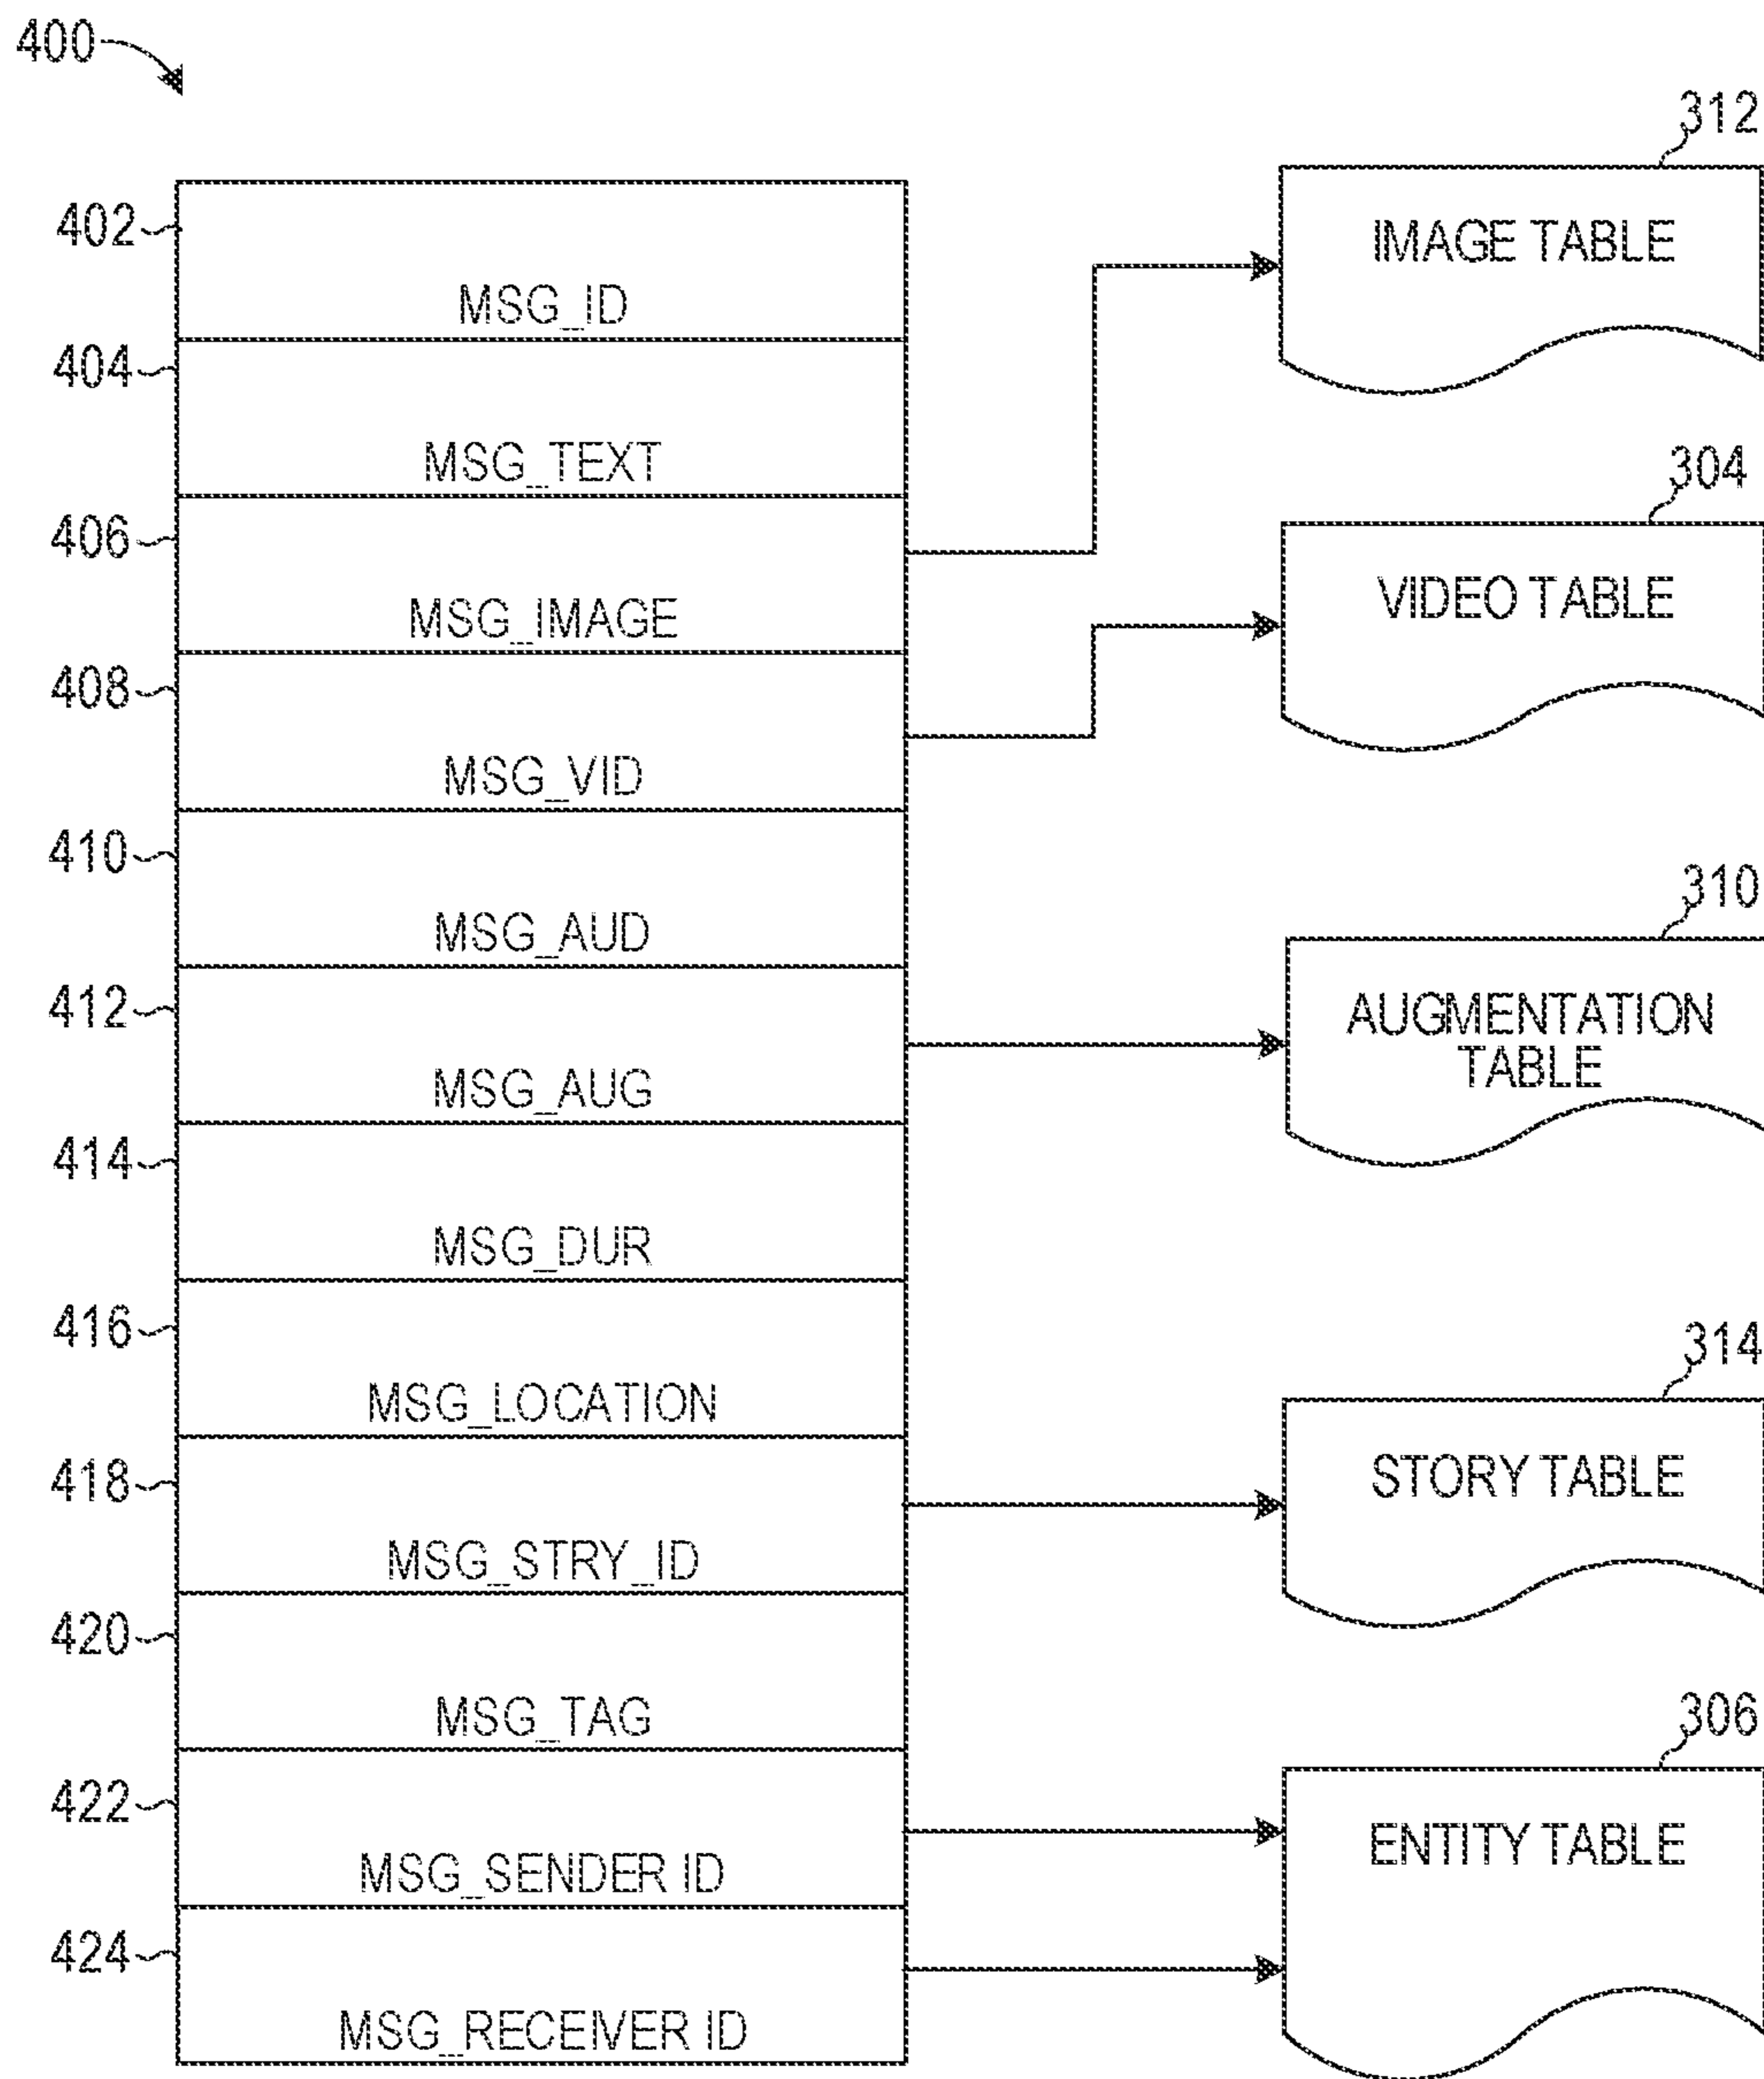 400
402
MSG_ID
404
MSG_TEXT
406
MSG_IMAGE
408
MSG_VID
410
MSG_AUD
412
MSG_AUG
414
MSG_DUR
416
MSG_LOCATION
418
MSG_STRY_ID
420
MSG_TAG
422
MSG_SENDER ID
424
MSG_RECEIVER ID
312
IMAGE TABLE
304
VIDEO TABLE
310
AUGMENTATION
TABLE
314
STORY TABLE
306
ENTITY TABLE